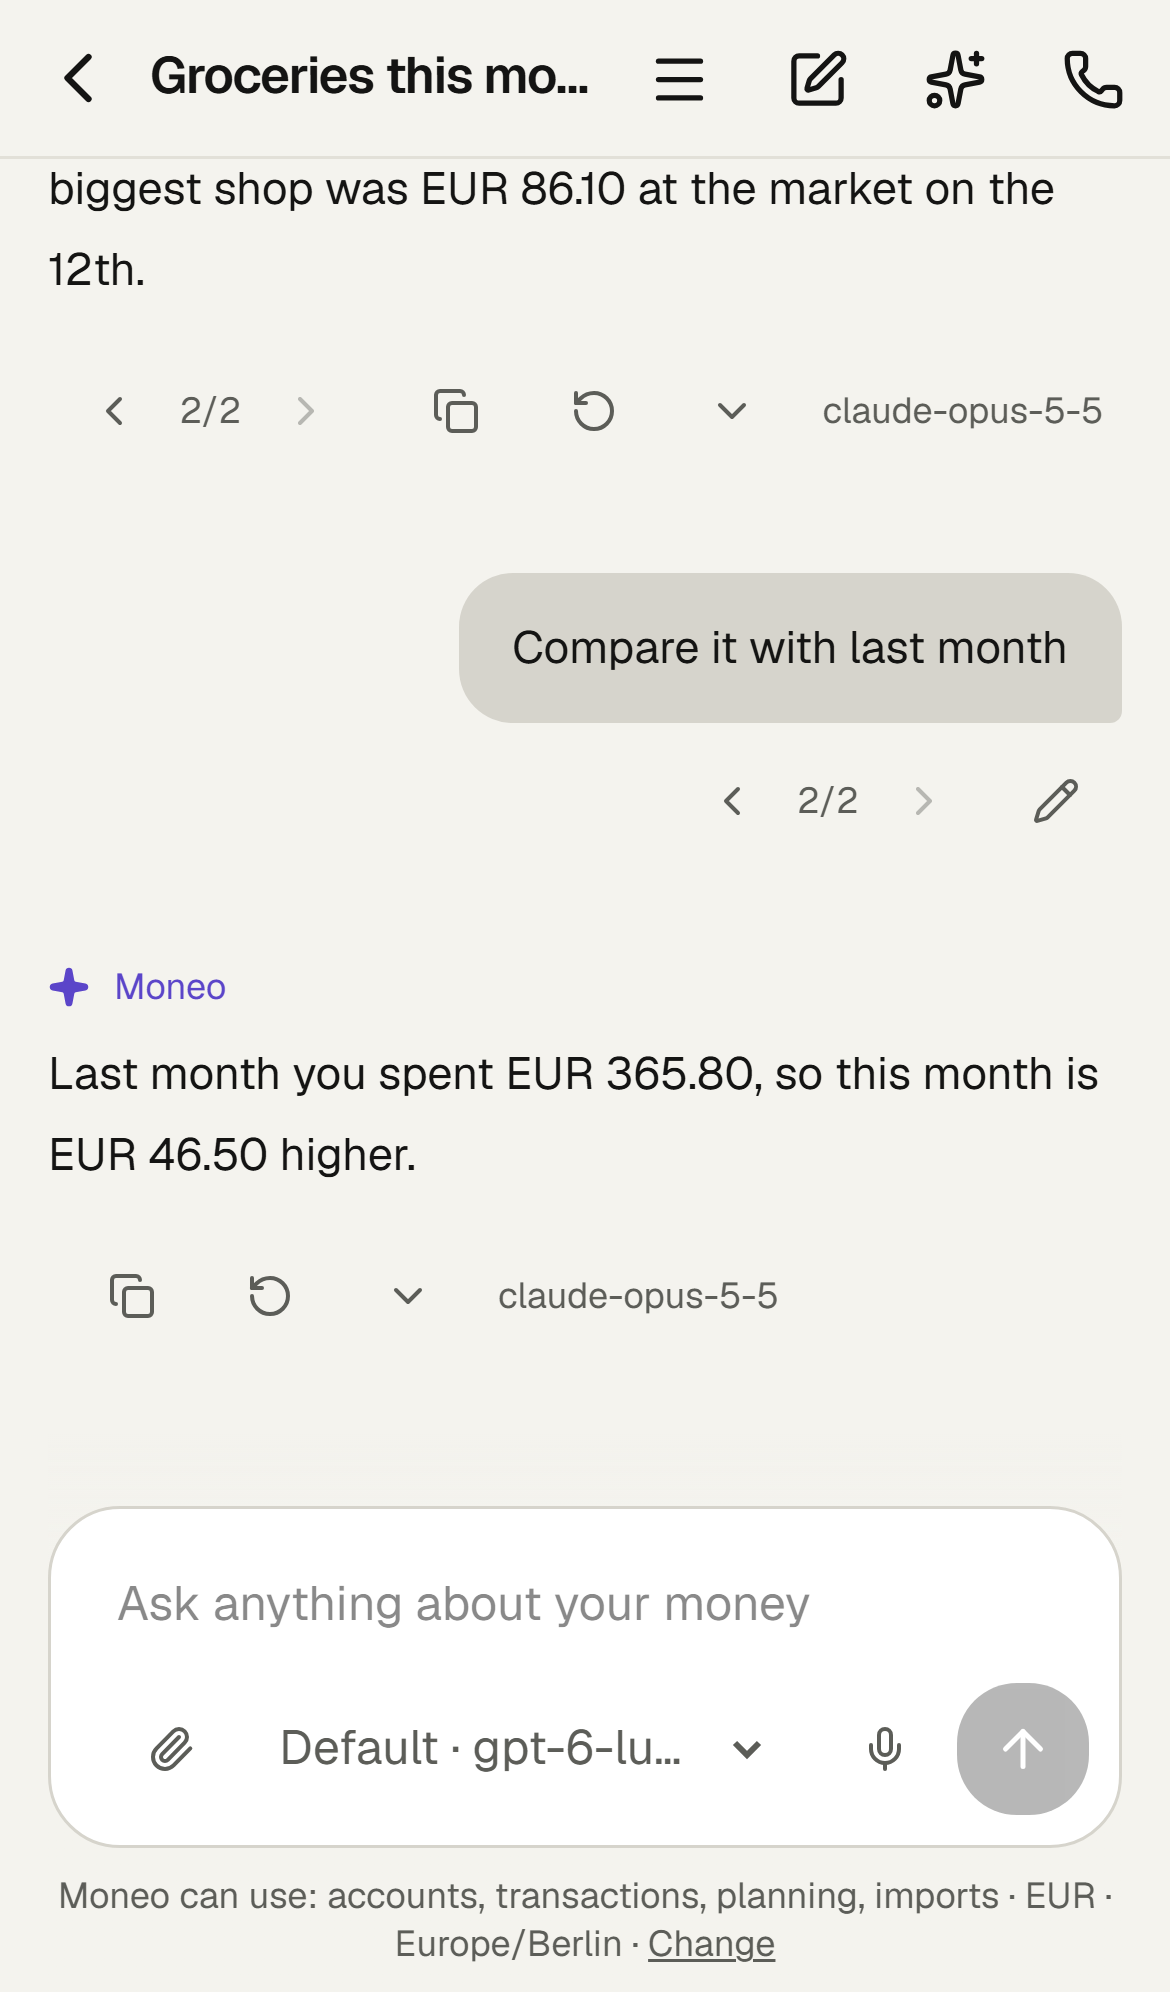 Groceries this mo...
biggest shop was EUR 86.10 at the market on the
12th.
2/2
claude-opus-5-5
Compare it with last month
2/2
Moneo
Last month you spent EUR 365.80, so this month is
EUR 46.50 higher.
claude-opus-5-5
Ask anything about your money
Default · gpt-6-lu...
Moneo can use: accounts, transactions, planning, imports · EUR ·
Europe/Berlin · Change